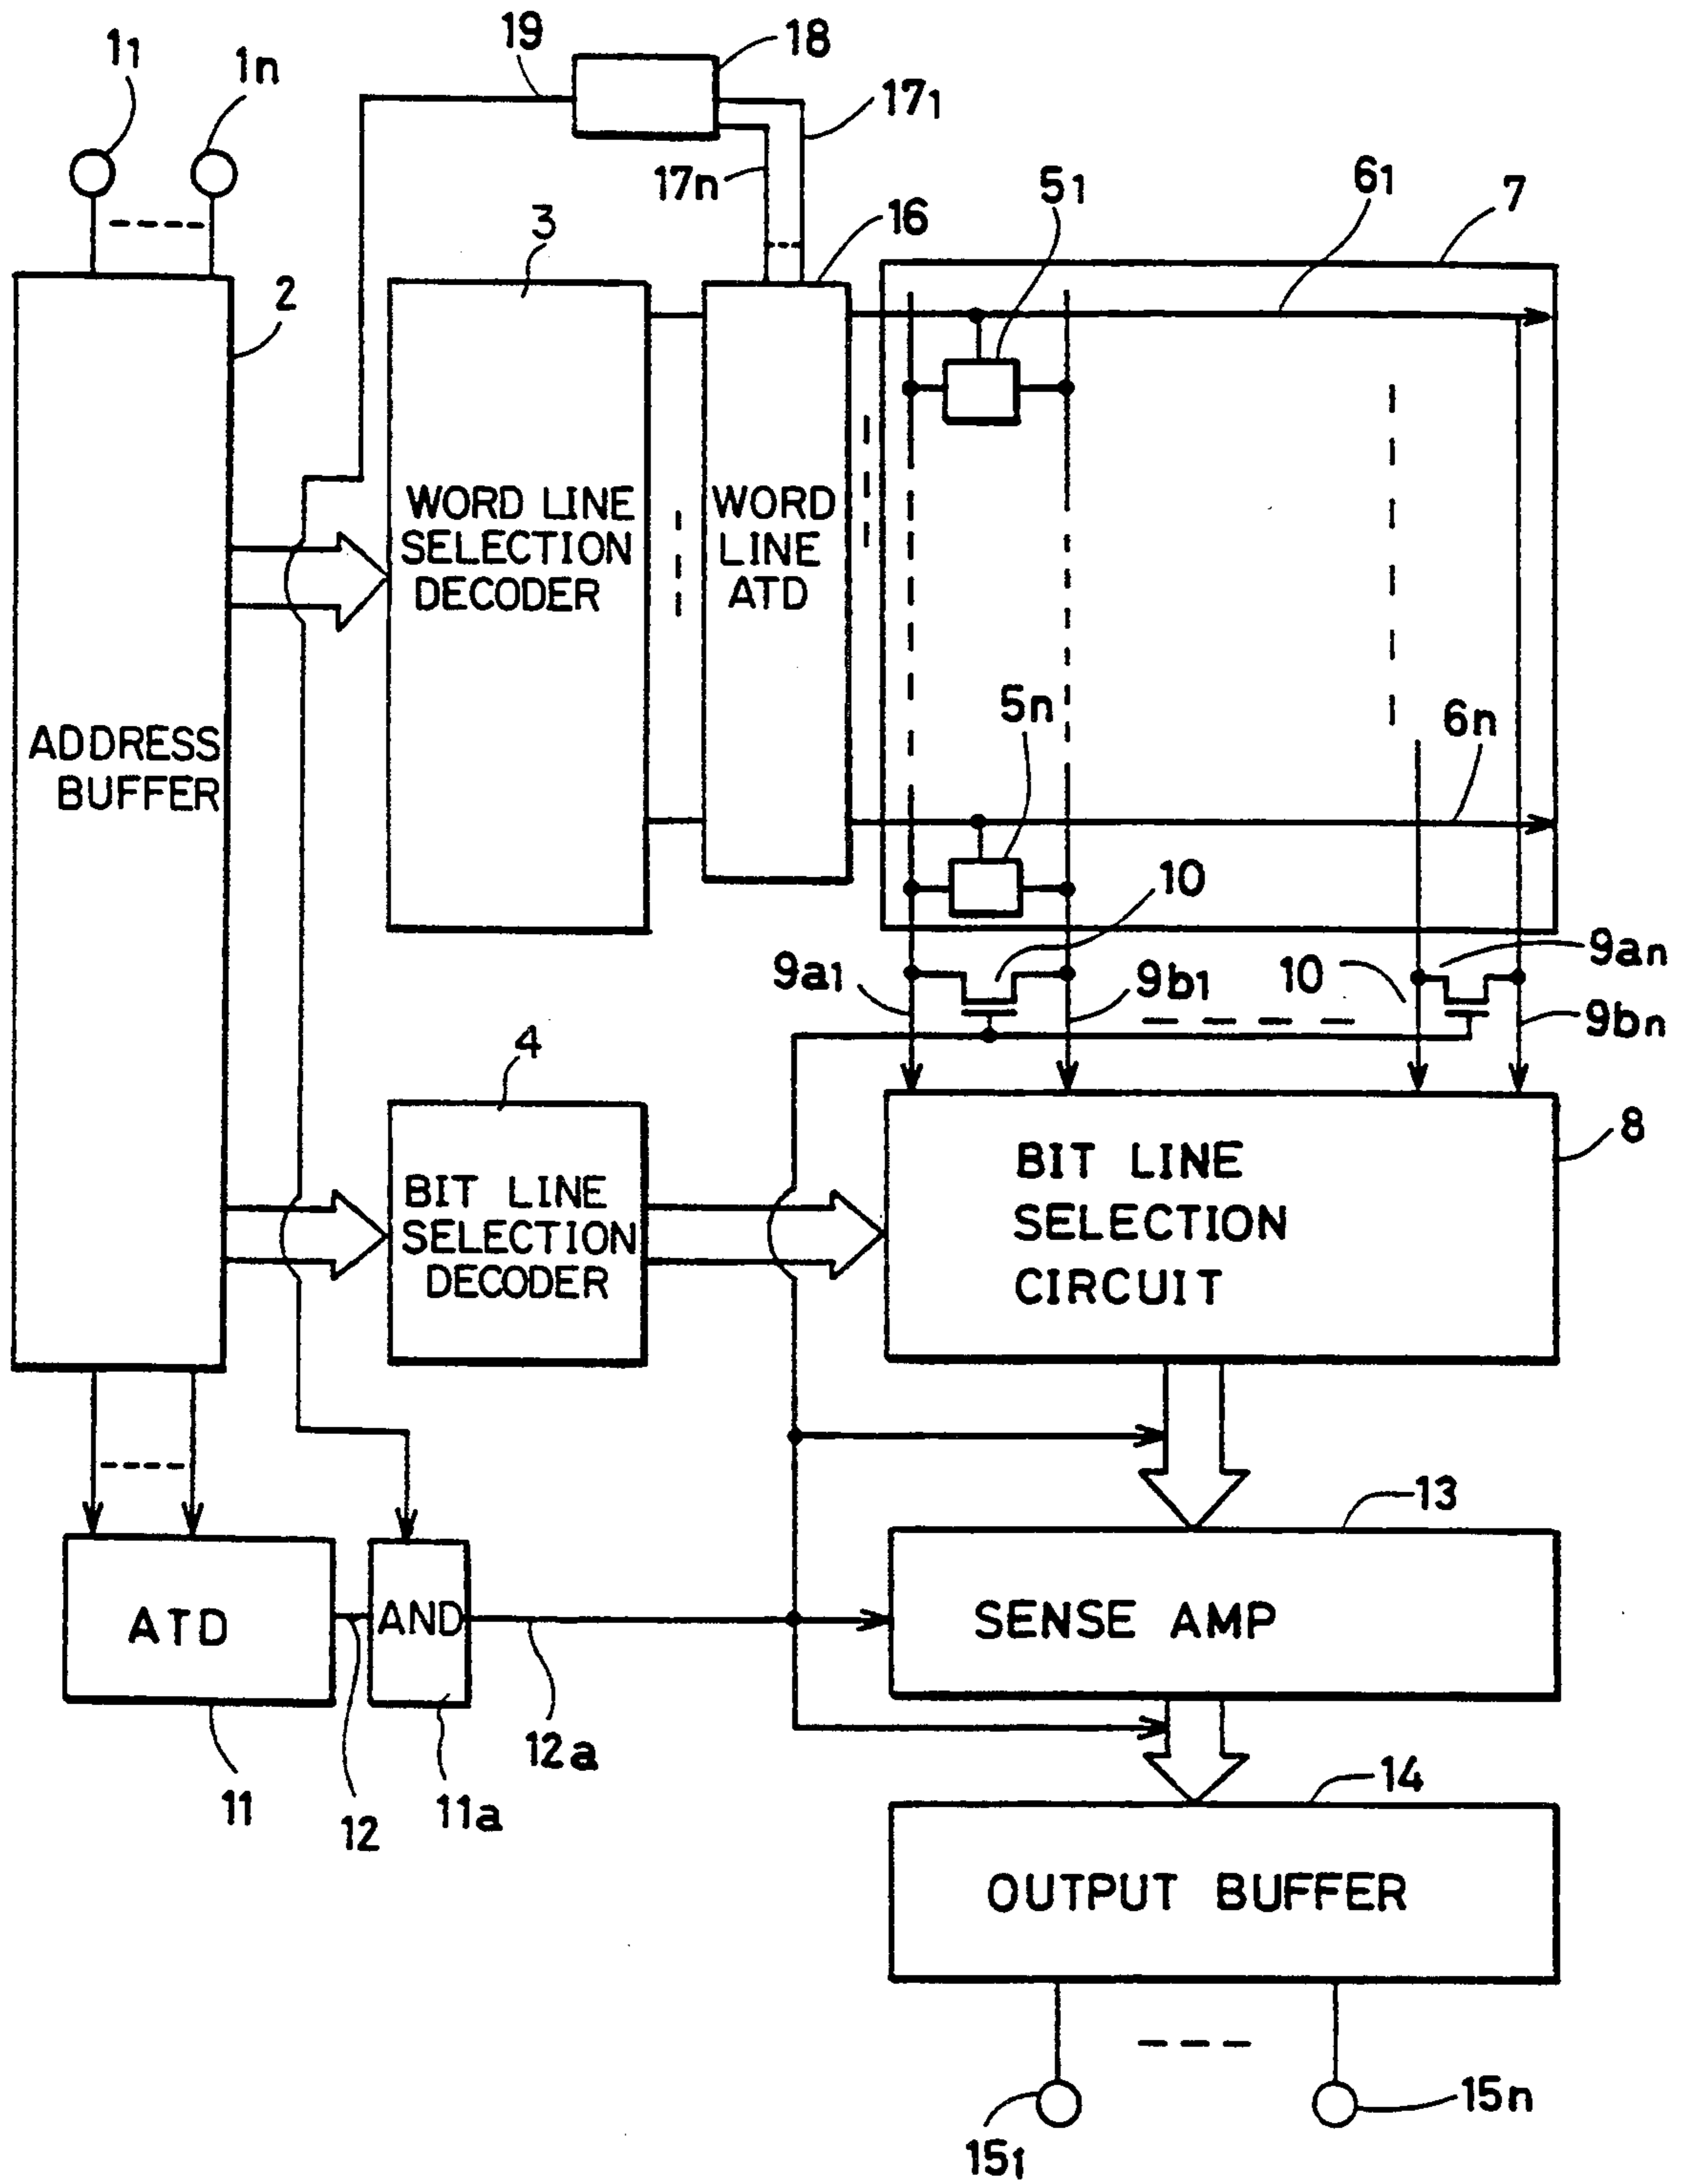 1₁
1n
19
18
17₁
17n
16
5₁
6₁
7
3
2
WORD LINE
SELECTION
DECODER
WORD
LINE
ATD
ADDRESS
BUFFER
5n
6n
10
9a₁
9b₁
10
9an
9bn
4
8
BIT LINE
SELECTION
DECODER
BIT LINE
SELECTION
CIRCUIT
13
ATD
AND
SENSE AMP
11
12
11a
12a
14
OUTPUT BUFFER
15₁
15n